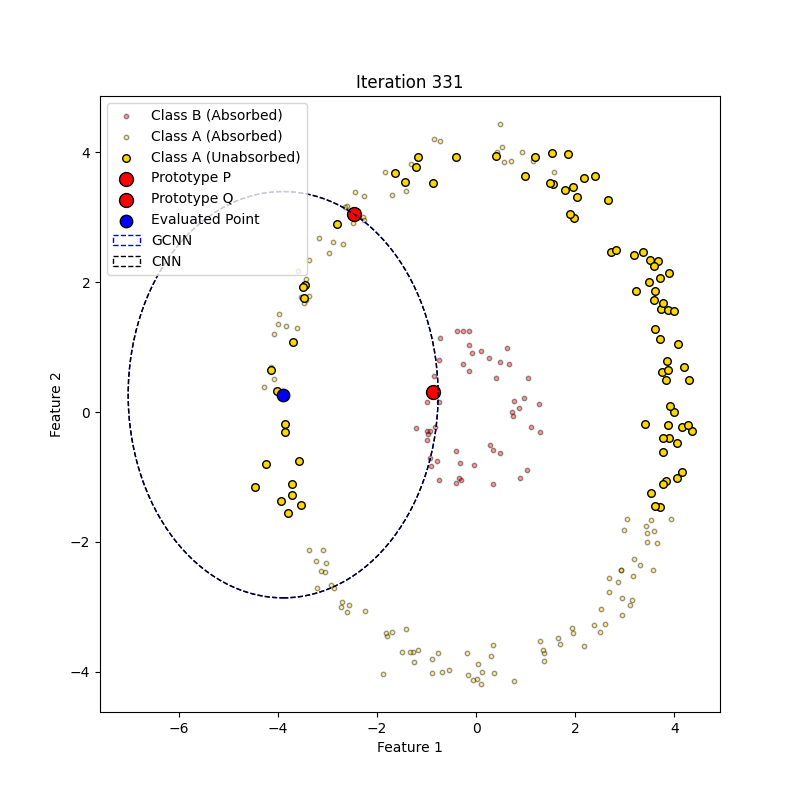 Iteration 331
Class B (Absorbed)
Class A (Absorbed)
Class A (Unabsorbed)
Prototype P
Prototype Q
Evaluated Point
GCNN
CNN
4
2
0
−2
−4
Feature 2
−6 −4 −2 0 2 4
Feature 1